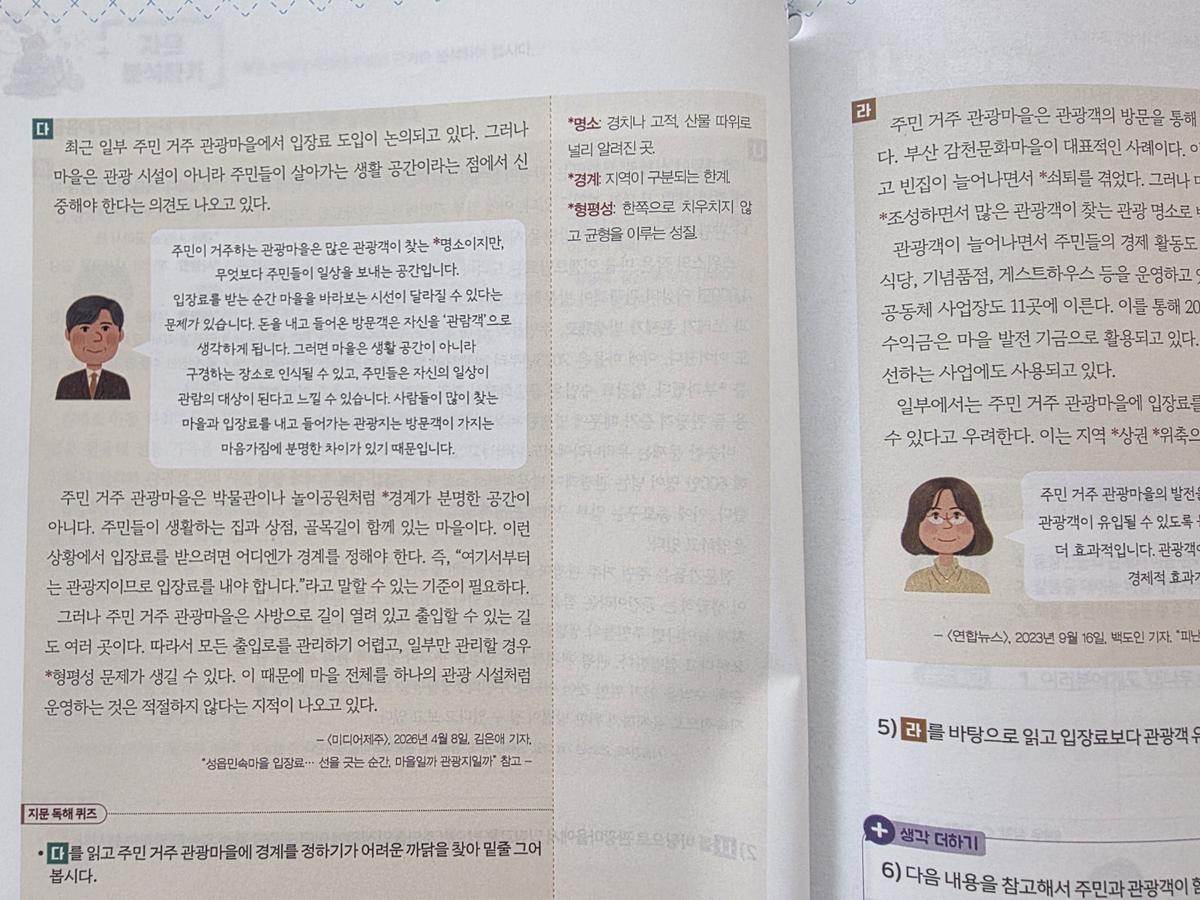 다
최근 일부 주민 거주 관광마을에서 입장료 도입이 논의되고 있다. 그러나
마을은 관광 시설이 아니라 주민들이 살아가는 생활 공간이라는 점에서 신
중해야 한다는 의견도 나오고 있다.
주민이 거주하는 관광마을은 많은 관광객이 찾는 *명소이지만,
무엇보다 주민들이 일상을 보내는 공간입니다.
입장료를 받는 순간 마을을 바라보는 시선이 달라질 수 있다는
문제가 있습니다. 돈을 내고 들어온 방문객은 자신을 ‘관람객’으로
생각하게 됩니다. 그러면 마을은 생활 공간이 아니라
구경하는 장소로 인식될 수 있고, 주민들은 자신의 일상이
관람의 대상이 된다고 느낄 수 있습니다. 사람들이 많이 찾는
마을과 입장료를 내고 들어가는 관광지는 방문객이 가지는
마음가짐에 분명한 차이가 있기 때문입니다.
주민 거주 관광마을은 박물관이나 놀이공원처럼 *경계가 분명한 공간이
아니다. 주민들이 생활하는 집과 상점, 골목길이 함께 있는 마을이다. 이런
상황에서 입장료를 받으려면 어디엔가 경계를 정해야 한다. 즉, “여기서부터
는 관광지이므로 입장료를 내야 합니다.”라고 말할 수 있는 기준이 필요하다.
그러나 주민 거주 관광마을은 사방으로 길이 열려 있고 출입할 수 있는 길
도 여러 곳이다. 따라서 모든 출입로를 관리하기 어렵고, 일부만 관리할 경우
*형평성 문제가 생길 수 있다. 이 때문에 마을 전체를 하나의 관광 시설처럼
운영하는 것은 적절하지 않다는 지적이 나오고 있다.
– 〈미디어제주〉, 2026년 4월 8일, 김은애 기자,
“성읍민속마을 입장료… 선을 긋는 순간, 마을일까 관광지일까” 참고 –
*명소: 경치나 고적, 산물 따위로
널리 알려진 곳.
*경계: 지역이 구분되는 한계.
*형평성: 한쪽으로 치우치지 않
고 균형을 이루는 성질.
지문 독해 퀴즈
• 다를 읽고 주민 거주 관광마을에 경계를 정하기가 어려운 까닭을 찾아 밑줄 그어
봅시다.
라
주민 거주 관광마을은 관광객의 방문을 통해
다. 부산 감천문화마을이 대표적인 사례이다.
고 빈집이 늘어나면서 *쇠퇴를 겪었다. 그러나
*조성하면서 많은 관광객이 찾는 관광 명소로
관광객이 늘어나면서 주민들의 경제 활동도
식당, 기념품점, 게스트하우스 등을 운영하고
공동체 사업장도 11곳에 이른다. 이를 통해 20
수익금은 마을 발전 기금으로 활용되고 있다.
선하는 사업에도 사용되고 있다.
일부에서는 주민 거주 관광마을에 입장료를
수 있다고 우려한다. 이는 지역 *상권 *위축으
주민 거주 관광마을의 발전을
관광객이 유입될 수 있도록
더 효과적입니다. 관광객
경제적 효과가
– 〈연합뉴스〉, 2023년 9월 16일, 백도인 기자, “피난
5) 라를 바탕으로 읽고 입장료보다 관광객 유
생각 더하기
6) 다음 내용을 참고해서 주민과 관광객이 함